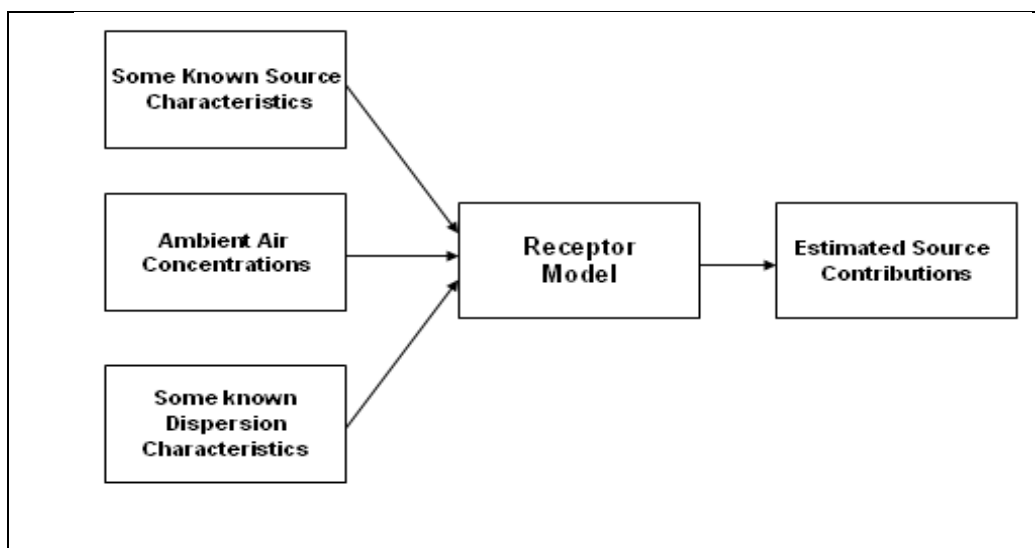 Some Known Source
Characteristics
Ambient Air
Concentrations
Some known
Dispersion
Characteristics
Receptor
Model
Estimated Source
Contributions